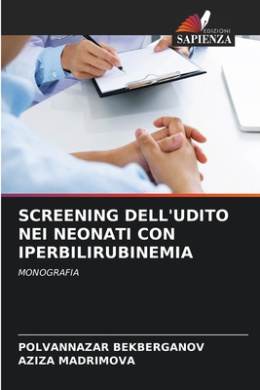 EDIZIONI
SAPIENZA
SCREENING DELL'UDITO
NEI NEONATI CON
IPERBILIRUBINEMIA
MONOGRAFIA
POLVANNAZAR BEKBERGANOV
AZIZA MADRIMOVA